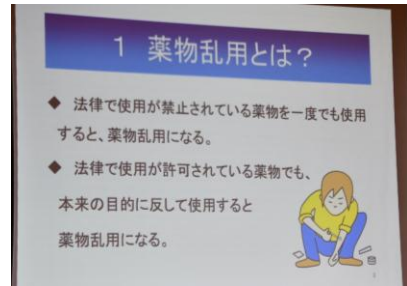 1 薬物乱用とは？
◆ 法律で使用が禁止されている薬物を一度でも使用
すると、薬物乱用になる。
◆ 法律で使用が許可されている薬物でも、
本来の目的に反して使用すると
薬物乱用になる。